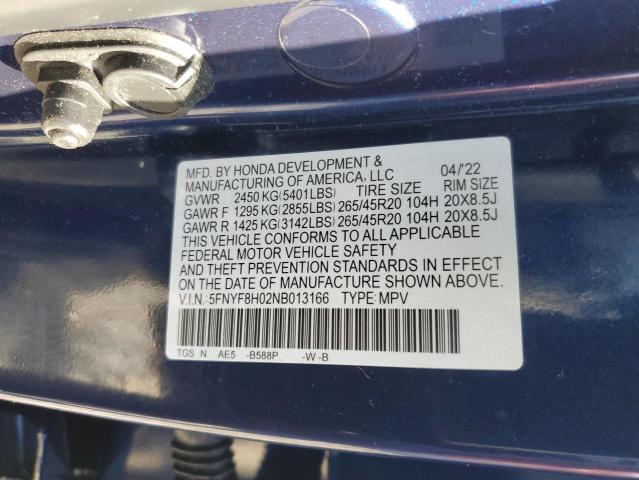 MFD. BY HONDA DEVELOPMENT &
MANUFACTURING OF AMERICA, LLC 04/'22
GVWR 2450 KG(5401LBS) TIRE SIZE RIM SIZE
GAWR F 1295 KG(2855LBS) 265/45R20 104H 20X8.5J
GAWR R 1425 KG(3142LBS) 265/45R20 104H 20X8.5J
THIS VEHICLE CONFORMS TO ALL APPLICABLE
FEDERAL MOTOR VEHICLE SAFETY
AND THEFT PREVENTION STANDARDS IN EFFECT
ON THE DATE OF MANUFACTURE SHOWN ABOVE.
V.I.N.: 5FNYF8H02NB013166 TYPE: MPV
TGS N AE5 -B588P -W -B